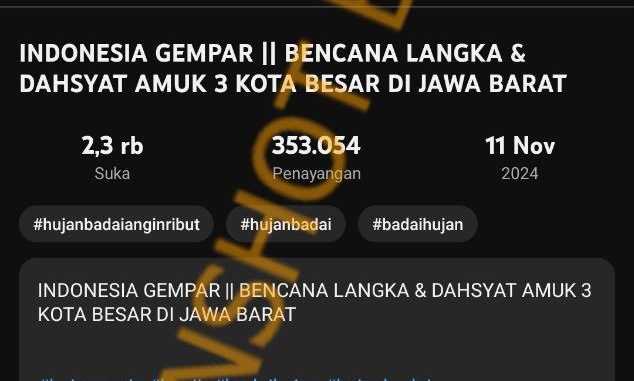 INDONESIA GEMPAR || BENCANA LANGKA &
DAHSYAT AMUK 3 KOTA BESAR DI JAWA BARAT
2,3 rb 353.054 11 Nov
Suka Penayangan 2024
#hujanbadaianginribut #hujanbadai #badaihujan
INDONESIA GEMPAR || BENCANA LANGKA & DAHSYAT AMUK 3
KOTA BESAR DI JAWA BARAT